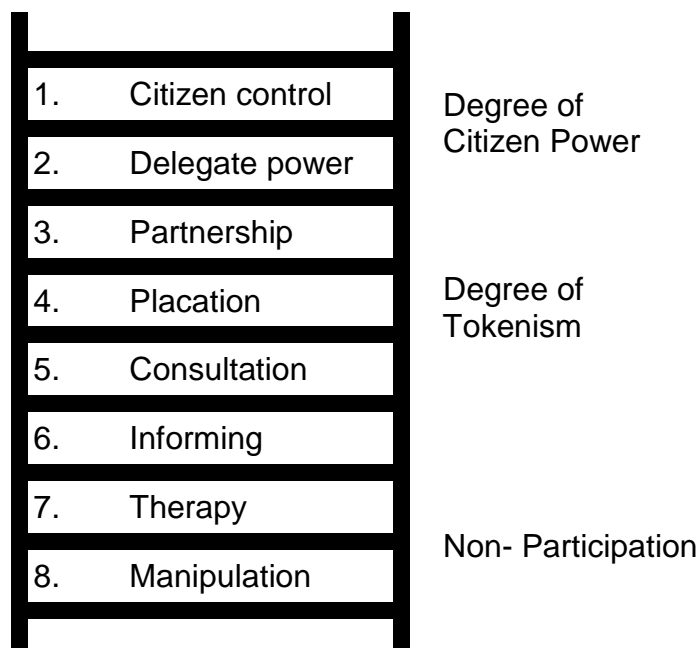 1. Citizen control
2. Delegate power
3. Partnership
4. Placation
5. Consultation
6. Informing
7. Therapy
8. Manipulation
Degree of
Citizen Power
Degree of
Tokenism
Non- Participation